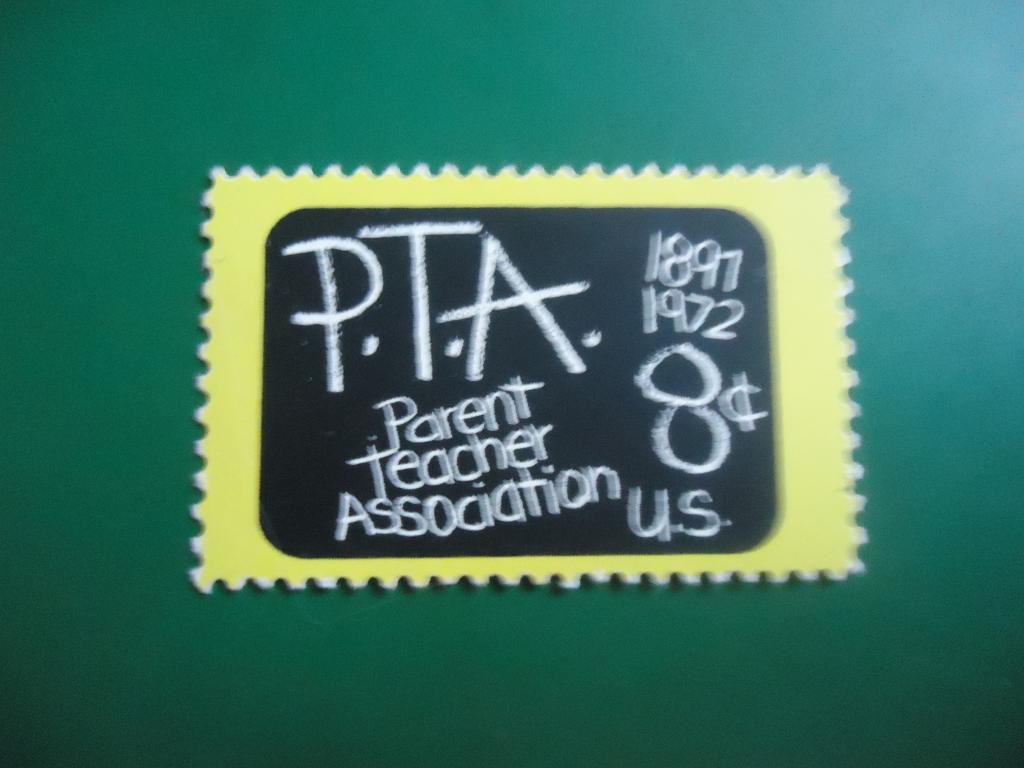 P.T.A.
Parent
Teacher
Association
1897
1972
8¢
U.S.